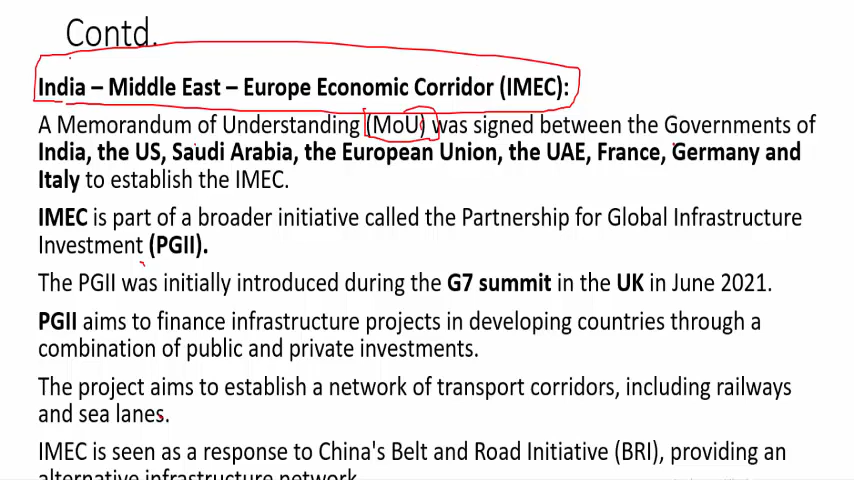 Contd.
India – Middle East – Europe Economic Corridor (IMEC):
A Memorandum of Understanding (MoU) was signed between the Governments of
India, the US, Saudi Arabia, the European Union, the UAE, France, Germany and
Italy to establish the IMEC.
IMEC is part of a broader initiative called the Partnership for Global Infrastructure
Investment (PGII).
The PGII was initially introduced during the G7 summit in the UK in June 2021.
PGII aims to finance infrastructure projects in developing countries through a
combination of public and private investments.
The project aims to establish a network of transport corridors, including railways
and sea lanes.
IMEC is seen as a response to China's Belt and Road Initiative (BRI), providing an
alternative infrastructure network